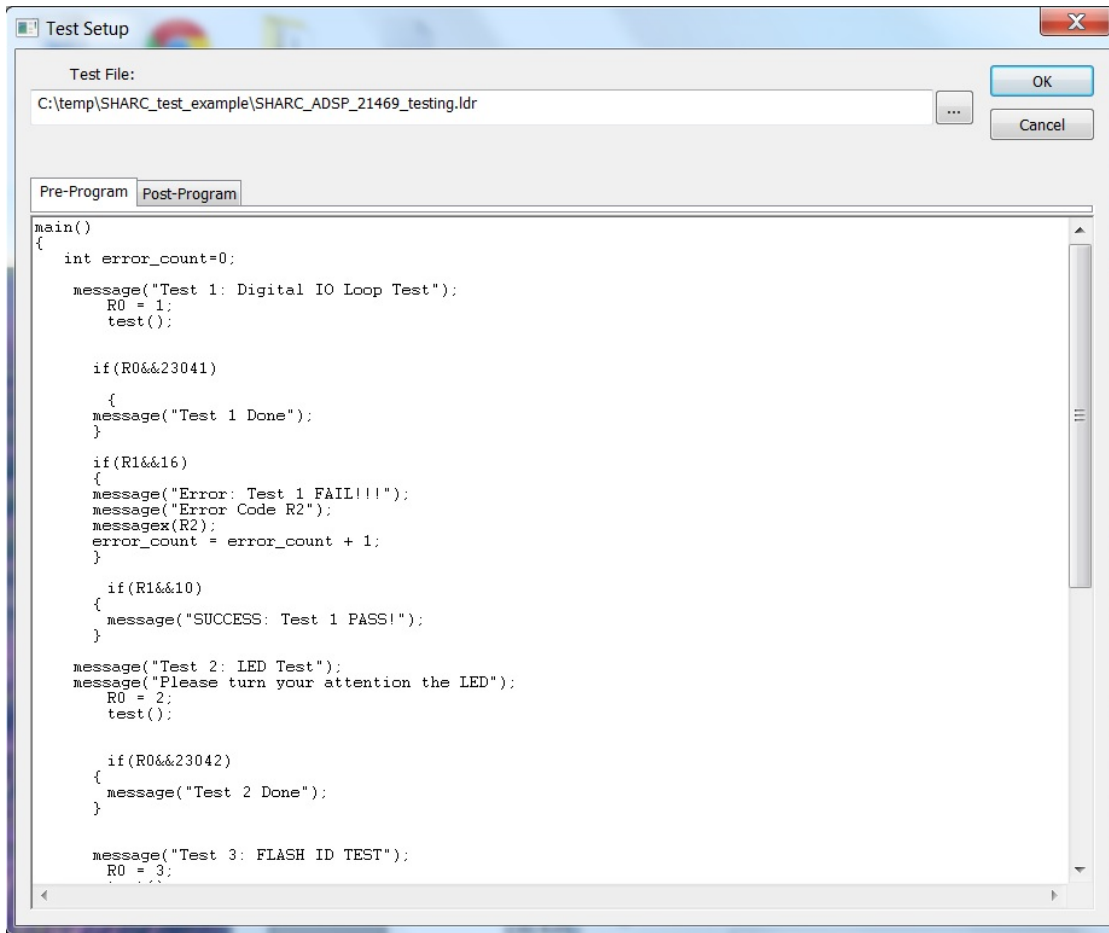 Test Setup
Test File:
C:\temp\SHARC_test_example\SHARC_ADSP_21469_testing.ldr
...
OK
Cancel
Pre-Program
Post-Program
main()
{
int error_count=0;
message("Test 1: Digital IO Loop Test");
R0 = 1;
test();
if(R0&&23041)
{
message("Test 1 Done");
}
if(R1&&16)
{
message("Error: Test 1 FAIL!!!");
message("Error Code R2");
messagex(R2);
error_count = error_count + 1;
}
if(R1&&10)
{
message("SUCCESS: Test 1 PASS!");
}
message("Test 2: LED Test");
message("Please turn your attention the LED");
R0 = 2;
test();
if(R0&&23042)
{
message("Test 2 Done");
}
message("Test 3: FLASH ID TEST");
R0 = 3;